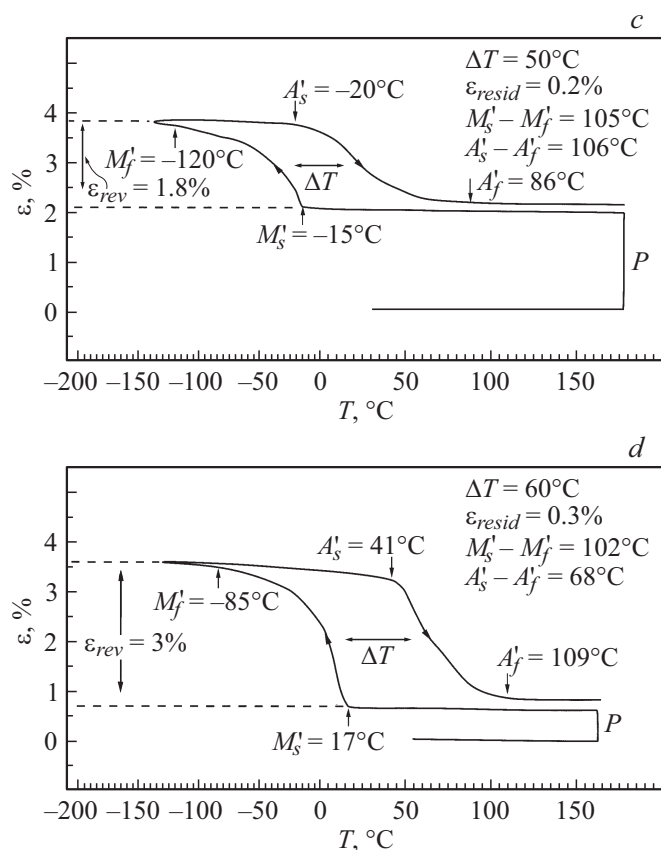 c
ΔT = 50°C
ε_resid = 0.2%
M's – M'f = 105°C
A's – A'f = 106°C
A's = –20°C
M'f = –120°C
ε_rev = 1.8%
ΔT
A'f = 86°C
M's = –15°C
P
ε, %
5
4
3
2
1
0
–200 –150 –100 –50 0 50 100 150
T, °C
d
ΔT = 60°C
ε_resid = 0.3%
M's – M'f = 102°C
A's – A'f = 68°C
A's = 41°C
M'f = –85°C
ε_rev = 3%
ΔT
A'f = 109°C
M's = 17°C
P
ε, %
5
4
3
2
1
0
–200 –150 –100 –50 0 50 100 150
T, °C